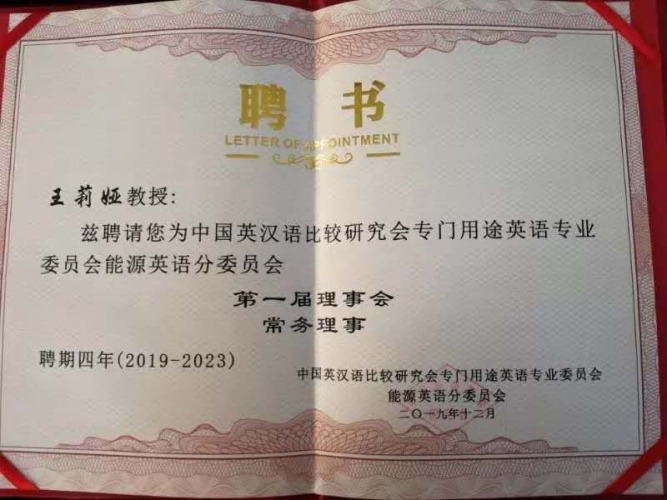 聘 书
LETTER OF APPOINTMENT
王莉娅教授:
兹聘请您为中国英汉语比较研究会专门用途英语专业
委员会能源英语分委员会
第一届理事会
常务理事
聘期四年(2019-2023)
中国英汉语比较研究会专门用途英语专业委员会
能源英语分委员会
二〇一九年十二月